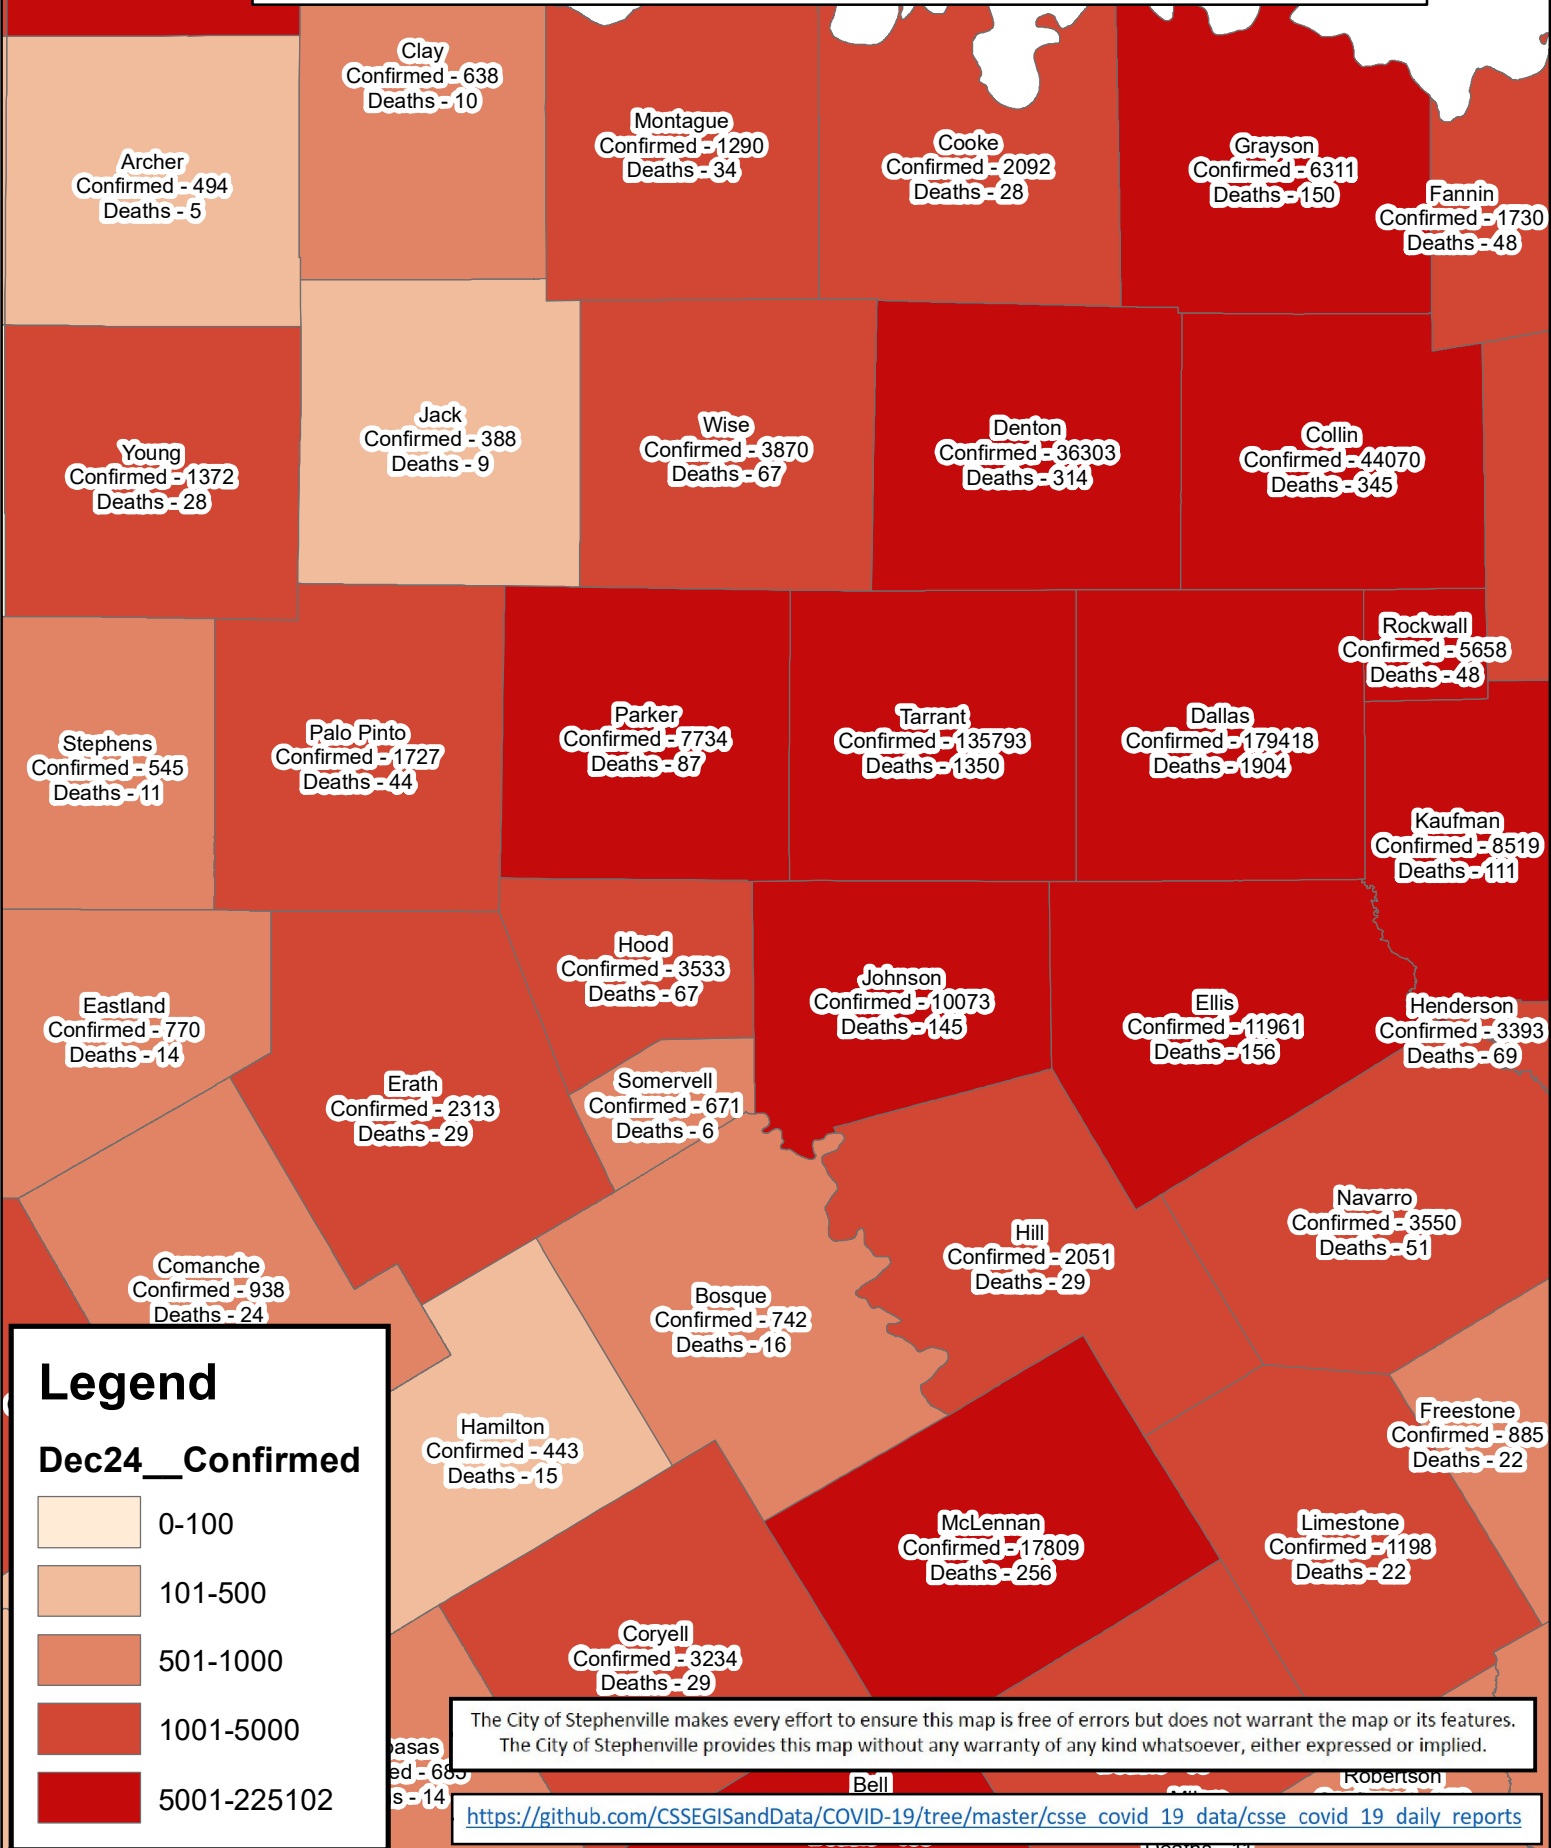 Clay
Confirmed - 638
Deaths - 10
Archer
Confirmed - 494
Deaths - 5
Montague
Confirmed - 1290
Deaths - 34
Cooke
Confirmed - 2092
Deaths - 28
Grayson
Confirmed - 6311
Deaths - 150
Fannin
Confirmed - 1730
Deaths - 48
Young
Confirmed - 1372
Deaths - 28
Jack
Confirmed - 388
Deaths - 9
Wise
Confirmed - 3870
Deaths - 67
Denton
Confirmed - 36303
Deaths - 314
Collin
Confirmed - 44070
Deaths - 345
Rockwall
Confirmed - 5658
Deaths - 48
Stephens
Confirmed - 545
Deaths - 11
Palo Pinto
Confirmed - 1727
Deaths - 44
Parker
Confirmed - 7734
Deaths - 87
Tarrant
Confirmed - 135793
Deaths - 1350
Dallas
Confirmed - 179418
Deaths - 1904
Kaufman
Confirmed - 8519
Deaths - 111
Eastland
Confirmed - 770
Deaths - 14
Erath
Confirmed - 2313
Deaths - 29
Hood
Confirmed - 3533
Deaths - 67
Somervell
Confirmed - 671
Deaths - 6
Johnson
Confirmed - 10073
Deaths - 145
Ellis
Confirmed - 11961
Deaths - 156
Henderson
Confirmed - 3393
Deaths - 69
Comanche
Confirmed - 938
Deaths - 24
Bosque
Confirmed - 742
Deaths - 16
Hill
Confirmed - 2051
Deaths - 29
Navarro
Confirmed - 3550
Deaths - 51
Hamilton
Confirmed - 443
Deaths - 15
Freestone
Confirmed - 885
Deaths - 22
McLennan
Confirmed - 17809
Deaths - 256
Limestone
Confirmed - 1198
Deaths - 22
Coryell
Confirmed - 3234
Deaths - 29
Legend
Dec24__Confirmed
0-100
101-500
501-1000
1001-5000
5001-225102
asas
ed - 685
s - 14
The City of Stephenville makes every effort to ensure this map is free of errors but does not warrant the map or its features.
The City of Stephenville provides this map without any warranty of any kind whatsoever, either expressed or implied.
Bell
Robertson
https://github.com/CSSEGISandData/COVID-19/tree/master/csse_covid_19_data/csse_covid_19_daily_reports